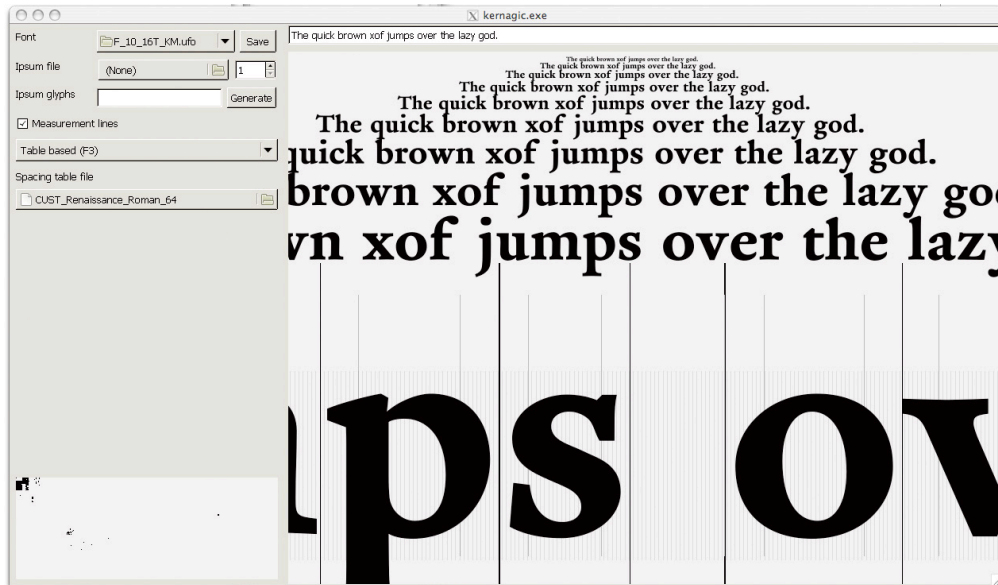 kernagic.exe
Font
F_10_16T_KM.ufo
Save
Ipsum file
(None)
1
Ipsum glyphs
Generate
Measurement lines
Table based (F3)
Spacing table file
CUST_Renaissance_Roman_64
The quick brown xof jumps over the lazy god.
The quick brown xof jumps over the lazy god.
The quick brown xof jumps over the lazy god.
The quick brown xof jumps over the lazy god.
The quick brown xof jumps over the lazy god.
The quick brown xof jumps over the lazy god.
The quick brown xof jumps over the lazy god.
quick brown xof jumps over the lazy god.
brown xof jumps over the lazy go
wn xof jumps over the lazy
ps ov